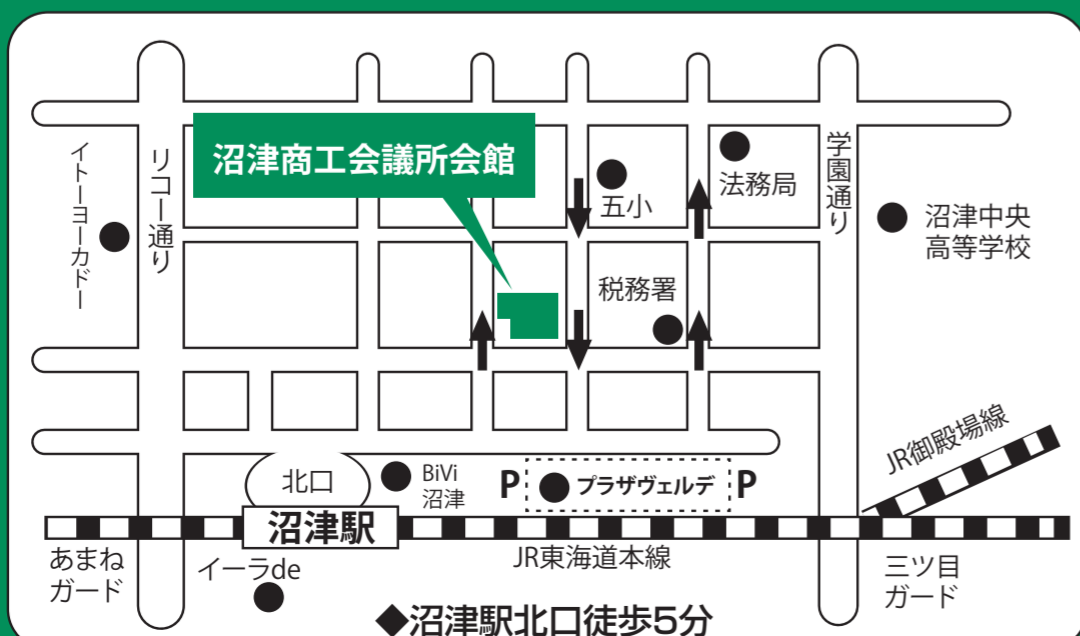 沼津商工会議所会館
イトーヨーカドー
リコー通り
五小
法務局
学園通り
沼津中央
高等学校
税務署
JR御殿場線
北口
BiVi
沼津
P
プラザヴェルデ
P
沼津駅
あまね
ガード
イーラde
JR東海道本線
三ツ目
ガード
◆沼津駅北口徒歩5分